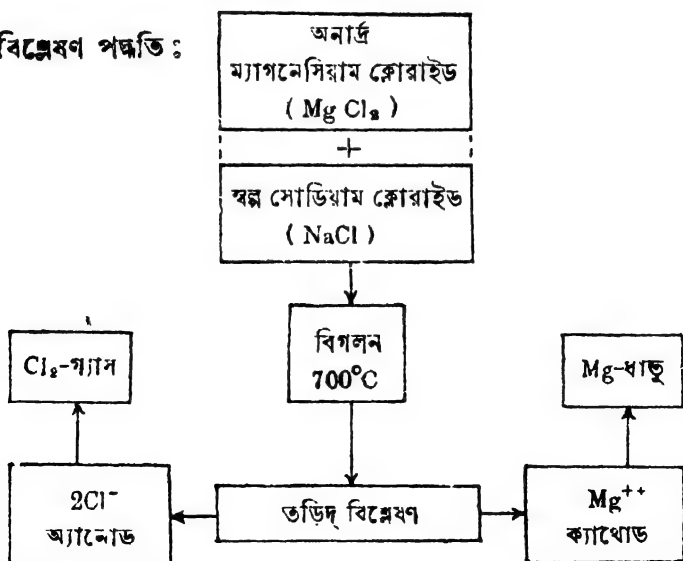 বিশ্লেষণ পদ্ধতি :
অনার্দ্র
ম্যাগনেসিয়াম ক্লোরাইড
( Mg Cl₂ )
+
স্বল্প সোডিয়াম ক্লোরাইড
( NaCl )
বিগলন
700°C
Cl₂-গ্যাস
Mg-ধাতু
2Cl⁻
অ্যানোড
তড়িদ্ বিশ্লেষণ
Mg⁺⁺
ক্যাথোড